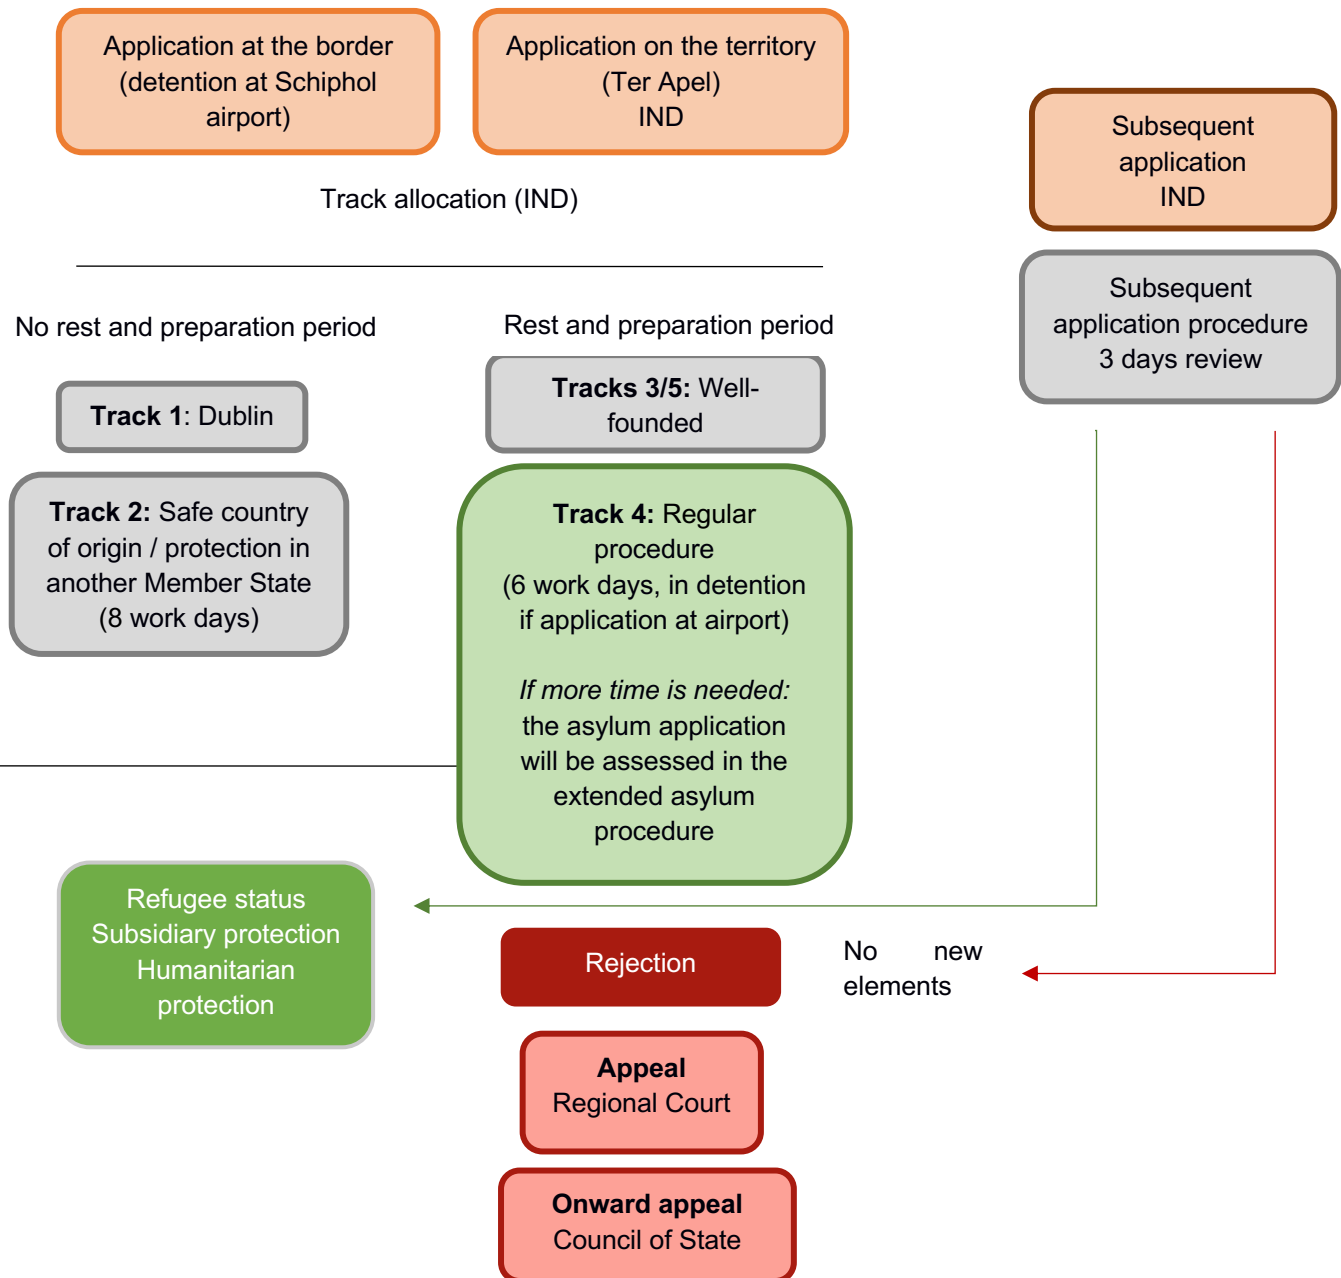 Application at the border
(detention at Schiphol
airport)
Application on the territory
(Ter Apel)
IND
Subsequent
application
IND
Track allocation (IND)
Subsequent
application procedure
3 days review
No rest and preparation period
Rest and preparation period
Track 1: Dublin
Tracks 3/5: Well-
founded
Track 2: Safe country
of origin / protection in
another Member State
(8 work days)
Track 4: Regular
procedure
(6 work days, in detention
if application at airport)
If more time is needed:
the asylum application
will be assessed in the
extended asylum
procedure
Refugee status
Subsidiary protection
Humanitarian
protection
Rejection
No new
elements
Appeal
Regional Court
Onward appeal
Council of State